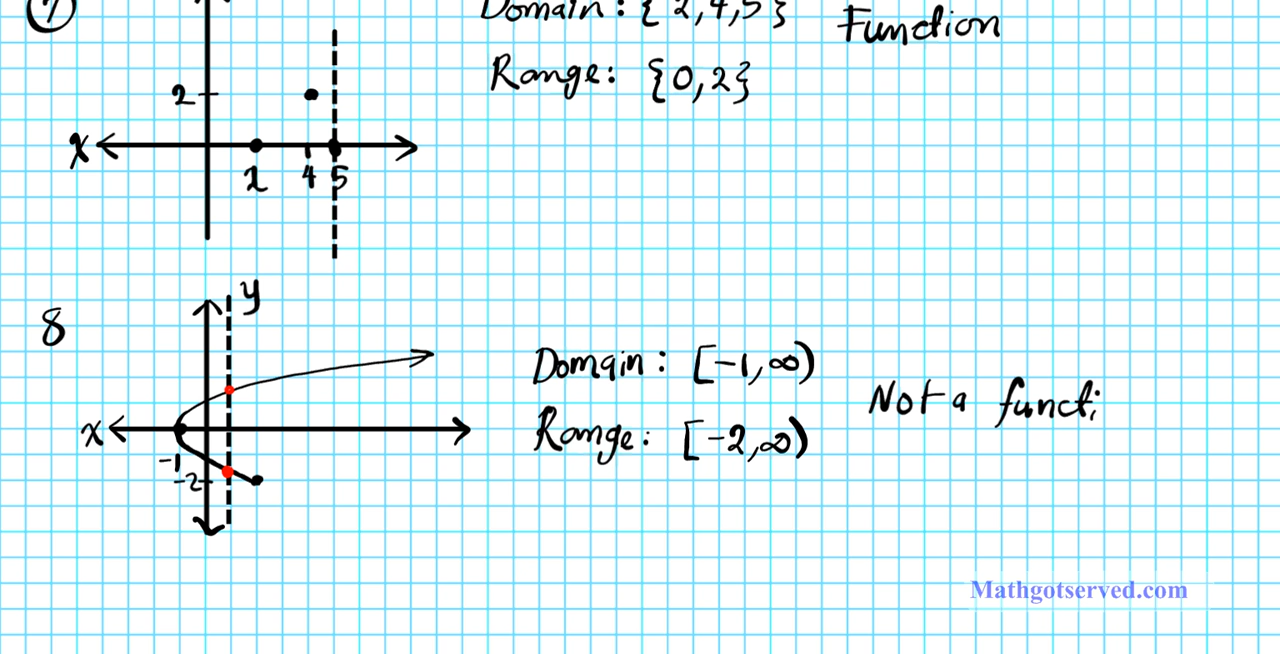 7
Domain: { 2,4,5 } Function
Range: {0,2}
2
x
2 4 5
8
y
Domain: [-1,∞)
Not a functi
x
Range: [-2,∞)
-1
-2
Mathgotserved.com